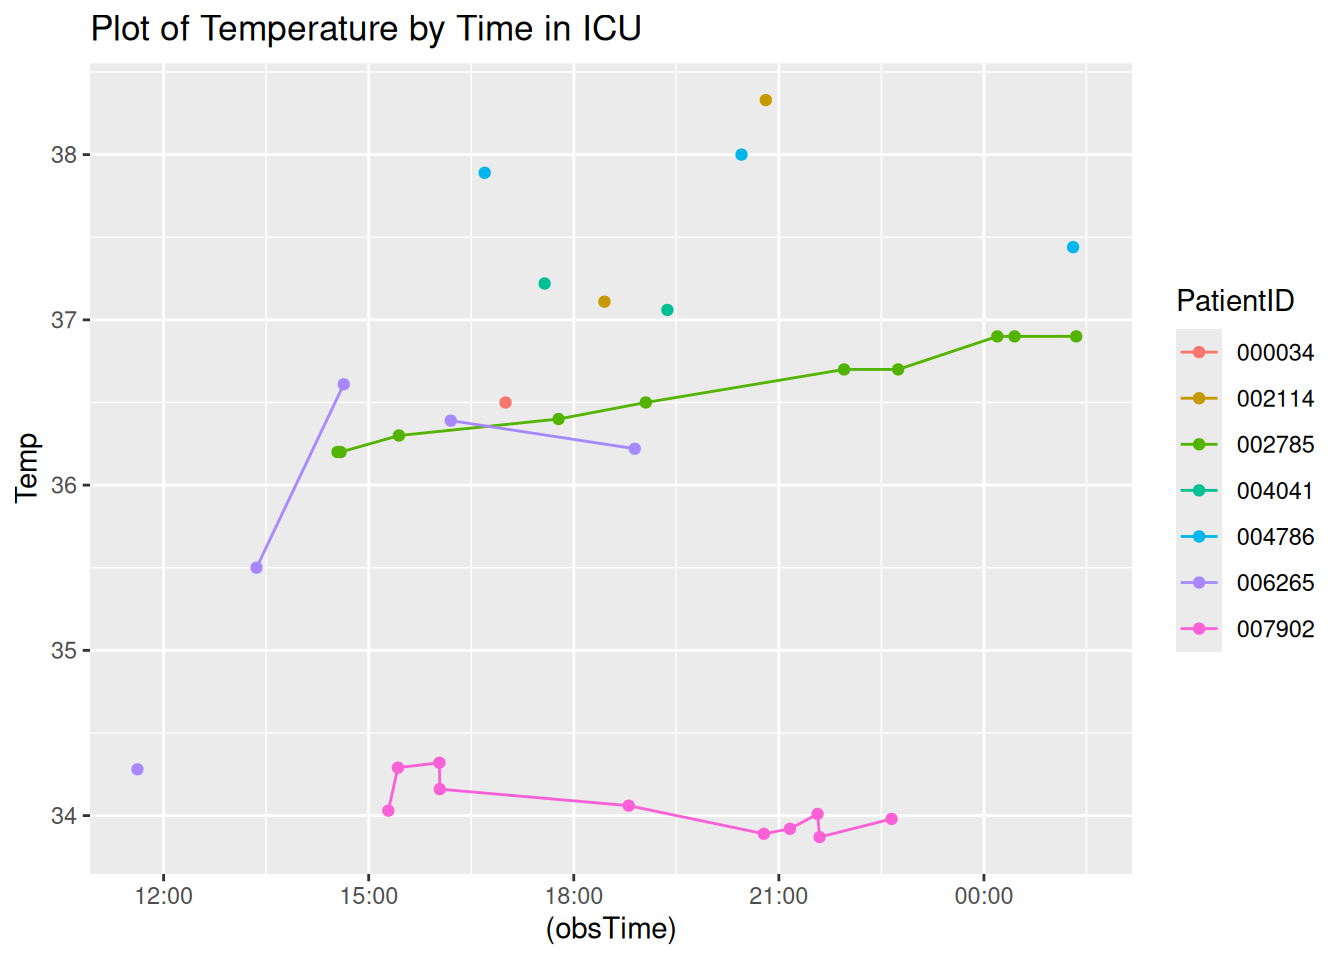 Plot of Temperature by Time in ICU
38
37
36
35
34
Temp
12:00 15:00 18:00 21:00 00:00
(obsTime)
PatientID
000034
002114
002785
004041
004786
006265
007902